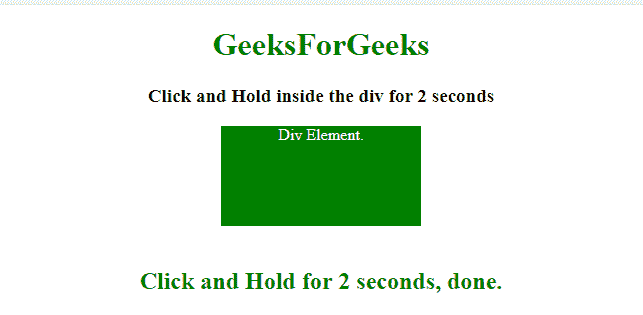 GeeksForGeeks
Click and Hold inside the div for 2 seconds
Div Element.
Click and Hold for 2 seconds, done.